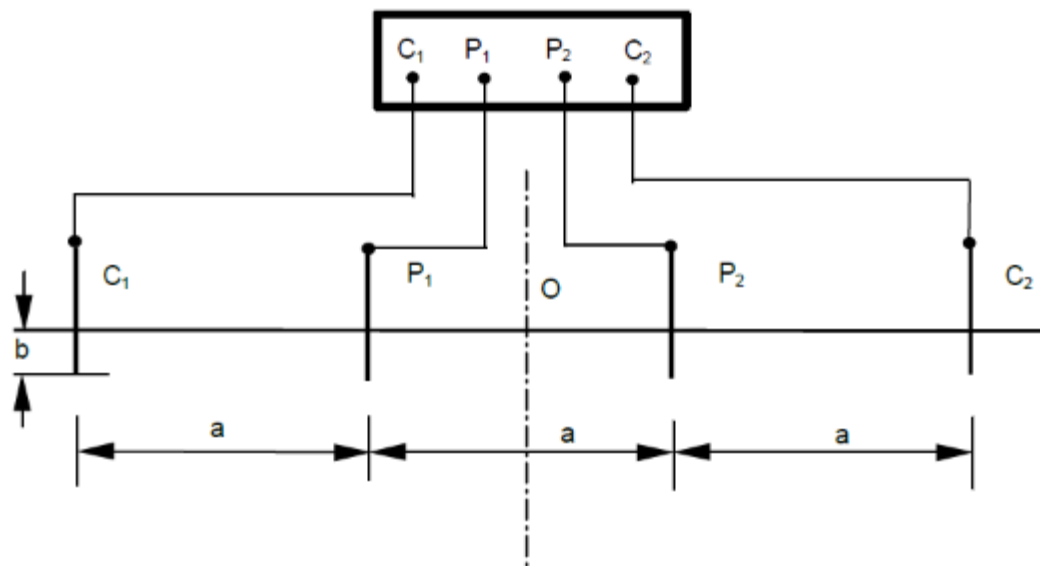 C₁ P₁ P₂ C₂
C₁ P₁ O P₂ C₂
b
a a a